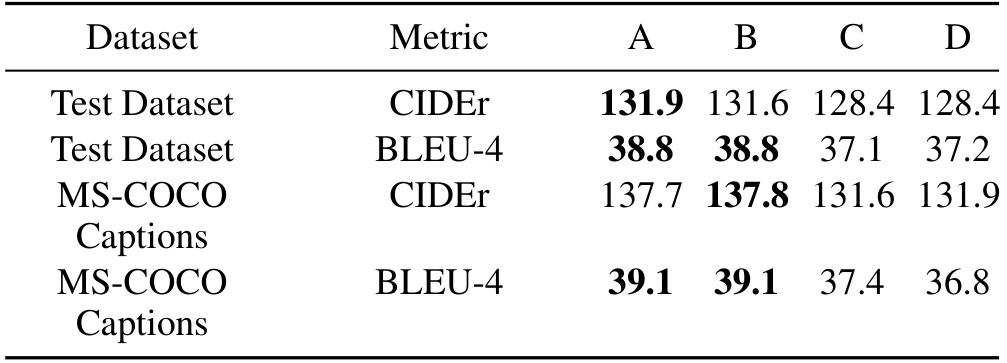 Dataset Metric A B C D
Test Dataset CIDEr 131.9 131.6 128.4 128.4
Test Dataset BLEU-4 38.8 38.8 37.1 37.2
MS-COCO CIDEr 137.7 137.8 131.6 131.9
Captions
MS-COCO BLEU-4 39.1 39.1 37.4 36.8
Captions